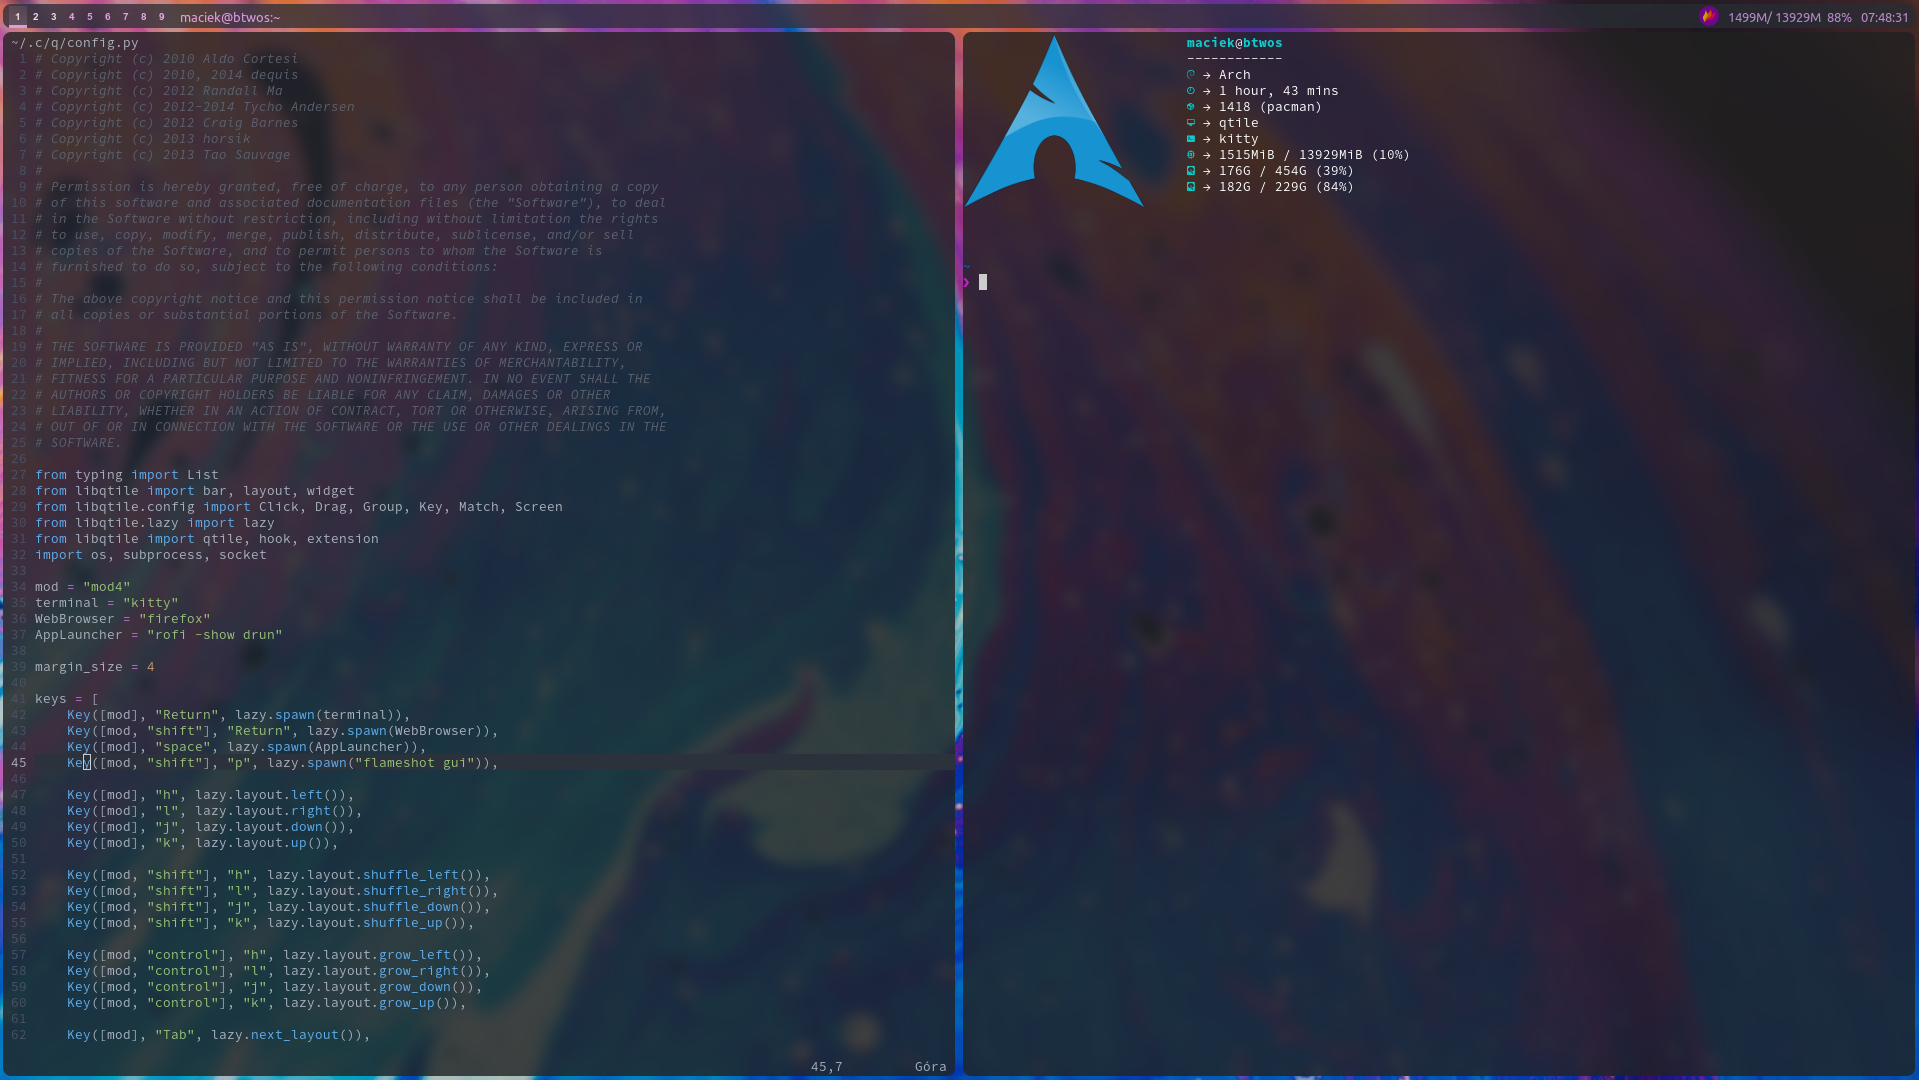 1 2 3 4 5 6 7 8 9 maciek@btwos:~ 1499M/ 13929M 88% 07:48:31
~/.c/q/config.py
1 # Copyright (c) 2010 Aldo Cortesi
2 # Copyright (c) 2010, 2014 dequis
3 # Copyright (c) 2012 Randall Ma
4 # Copyright (c) 2012-2014 Tycho Andersen
5 # Copyright (c) 2012 Craig Barnes
6 # Copyright (c) 2013 horsik
7 # Copyright (c) 2013 Tao Sauvage
8 #
9 # Permission is hereby granted, free of charge, to any person obtaining a copy
10 # of this software and associated documentation files (the "Software"), to deal
11 # in the Software without restriction, including without limitation the rights
12 # to use, copy, modify, merge, publish, distribute, sublicense, and/or sell
13 # copies of the Software, and to permit persons to whom the Software is
14 # furnished to do so, subject to the following conditions:
15 #
16 # The above copyright notice and this permission notice shall be included in
17 # all copies or substantial portions of the Software.
18 #
19 # THE SOFTWARE IS PROVIDED "AS IS", WITHOUT WARRANTY OF ANY KIND, EXPRESS OR
20 # IMPLIED, INCLUDING BUT NOT LIMITED TO THE WARRANTIES OF MERCHANTABILITY,
21 # FITNESS FOR A PARTICULAR PURPOSE AND NONINFRINGEMENT. IN NO EVENT SHALL THE
22 # AUTHORS OR COPYRIGHT HOLDERS BE LIABLE FOR ANY CLAIM, DAMAGES OR OTHER
23 # LIABILITY, WHETHER IN AN ACTION OF CONTRACT, TORT OR OTHERWISE, ARISING FROM,
24 # OUT OF OR IN CONNECTION WITH THE SOFTWARE OR THE USE OR OTHER DEALINGS IN THE
25 # SOFTWARE.
26
27 from typing import List
28 from libqtile import bar, layout, widget
29 from libqtile.config import Click, Drag, Group, Key, Match, Screen
30 from libqtile.lazy import lazy
31 from libqtile import qtile, hook, extension
32 import os, subprocess, socket
33
34 mod = "mod4"
35 terminal = "kitty"
36 WebBrowser = "firefox"
37 AppLauncher = "rofi -show drun"
38
39 margin_size = 4
40
41 keys = [
42     Key([mod], "Return", lazy.spawn(terminal)),
43     Key([mod, "shift"], "Return", lazy.spawn(WebBrowser)),
44     Key([mod], "space", lazy.spawn(AppLauncher)),
45     Key([mod, "shift"], "p", lazy.spawn("flameshot gui")),
46
47     Key([mod], "h", lazy.layout.left()),
48     Key([mod], "l", lazy.layout.right()),
49     Key([mod], "j", lazy.layout.down()),
50     Key([mod], "k", lazy.layout.up()),
51
52     Key([mod, "shift"], "h", lazy.layout.shuffle_left()),
53     Key([mod, "shift"], "l", lazy.layout.shuffle_right()),
54     Key([mod, "shift"], "j", lazy.layout.shuffle_down()),
55     Key([mod, "shift"], "k", lazy.layout.shuffle_up()),
56
57     Key([mod, "control"], "h", lazy.layout.grow_left()),
58     Key([mod, "control"], "l", lazy.layout.grow_right()),
59     Key([mod, "control"], "j", lazy.layout.grow_down()),
60     Key([mod, "control"], "k", lazy.layout.grow_up()),
61
62     Key([mod], "Tab", lazy.next_layout()),
45,7 Góra
maciek@btwos
------------
→ Arch
→ 1 hour, 43 mins
→ 1418 (pacman)
→ qtile
→ kitty
→ 1515MiB / 13929MiB (10%)
→ 176G / 454G (39%)
→ 182G / 229G (84%)
~
❯